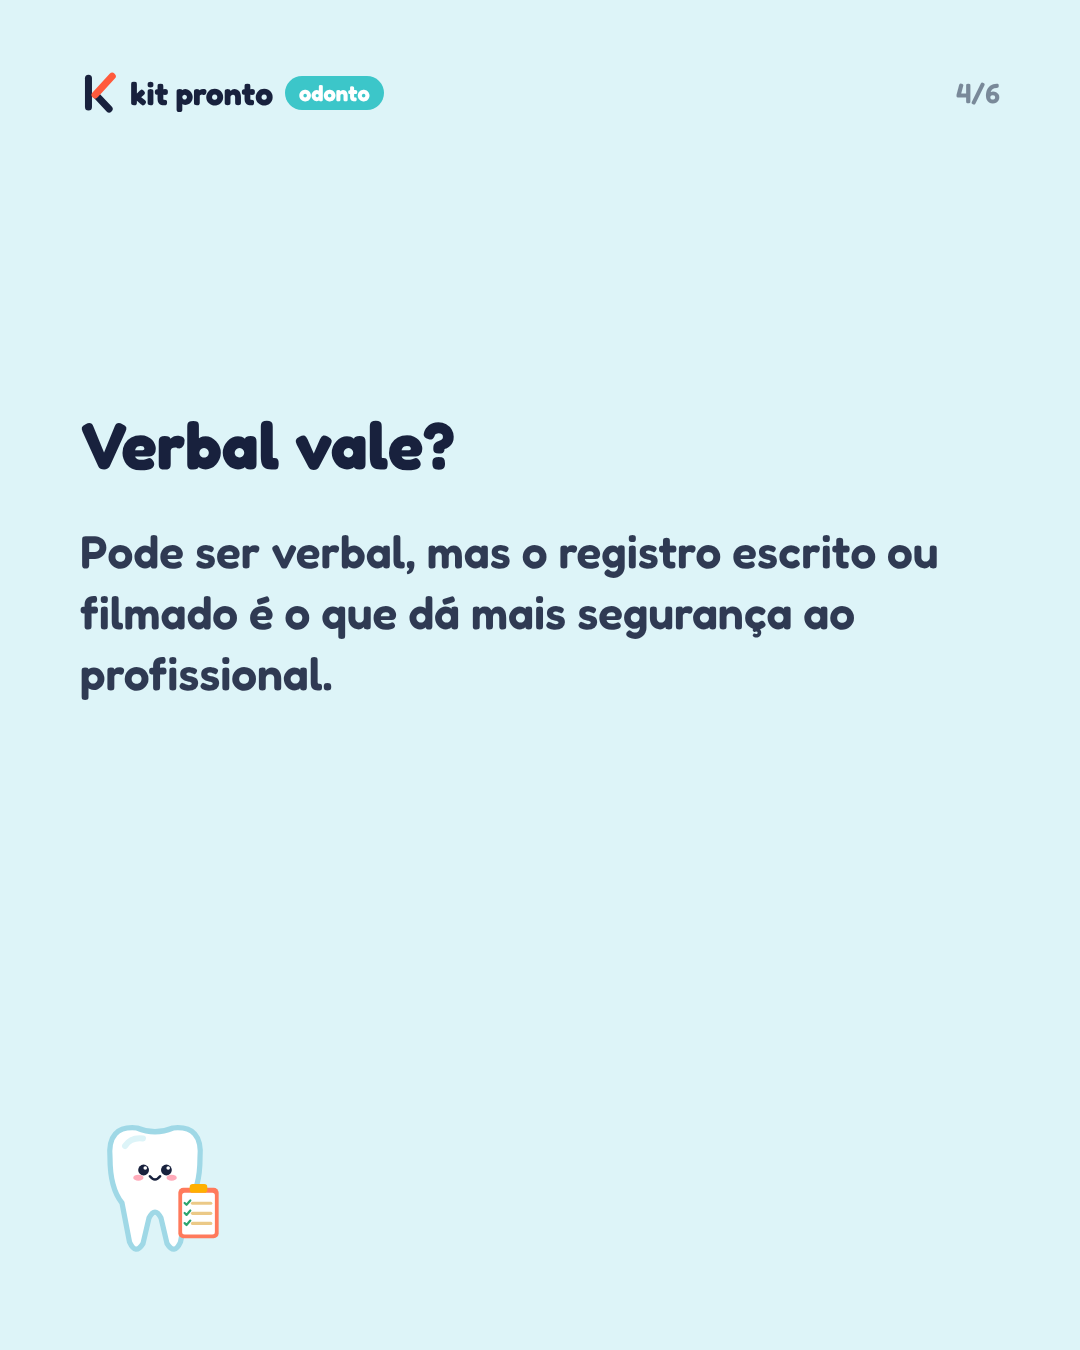 kit pronto odonto
4/6
Verbal vale?
Pode ser verbal, mas o registro escrito ou
filmado é o que dá mais segurança ao
profissional.